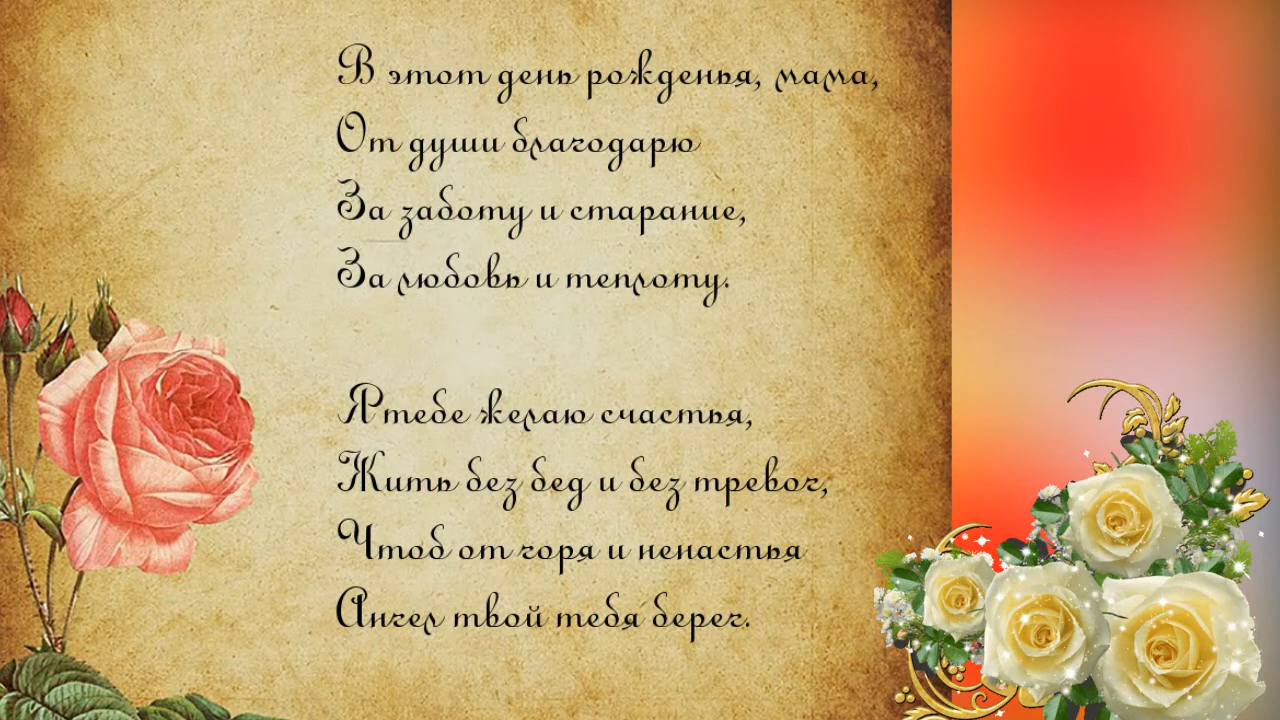 В этот день рожденья, мама,
От души благодарю
За заботу и старание,
За любовь и теплоту.
Я тебе желаю счастья,
Жить без бед и без тревог,
Чтоб от горя и ненастья
Ангел твой тебя берег.